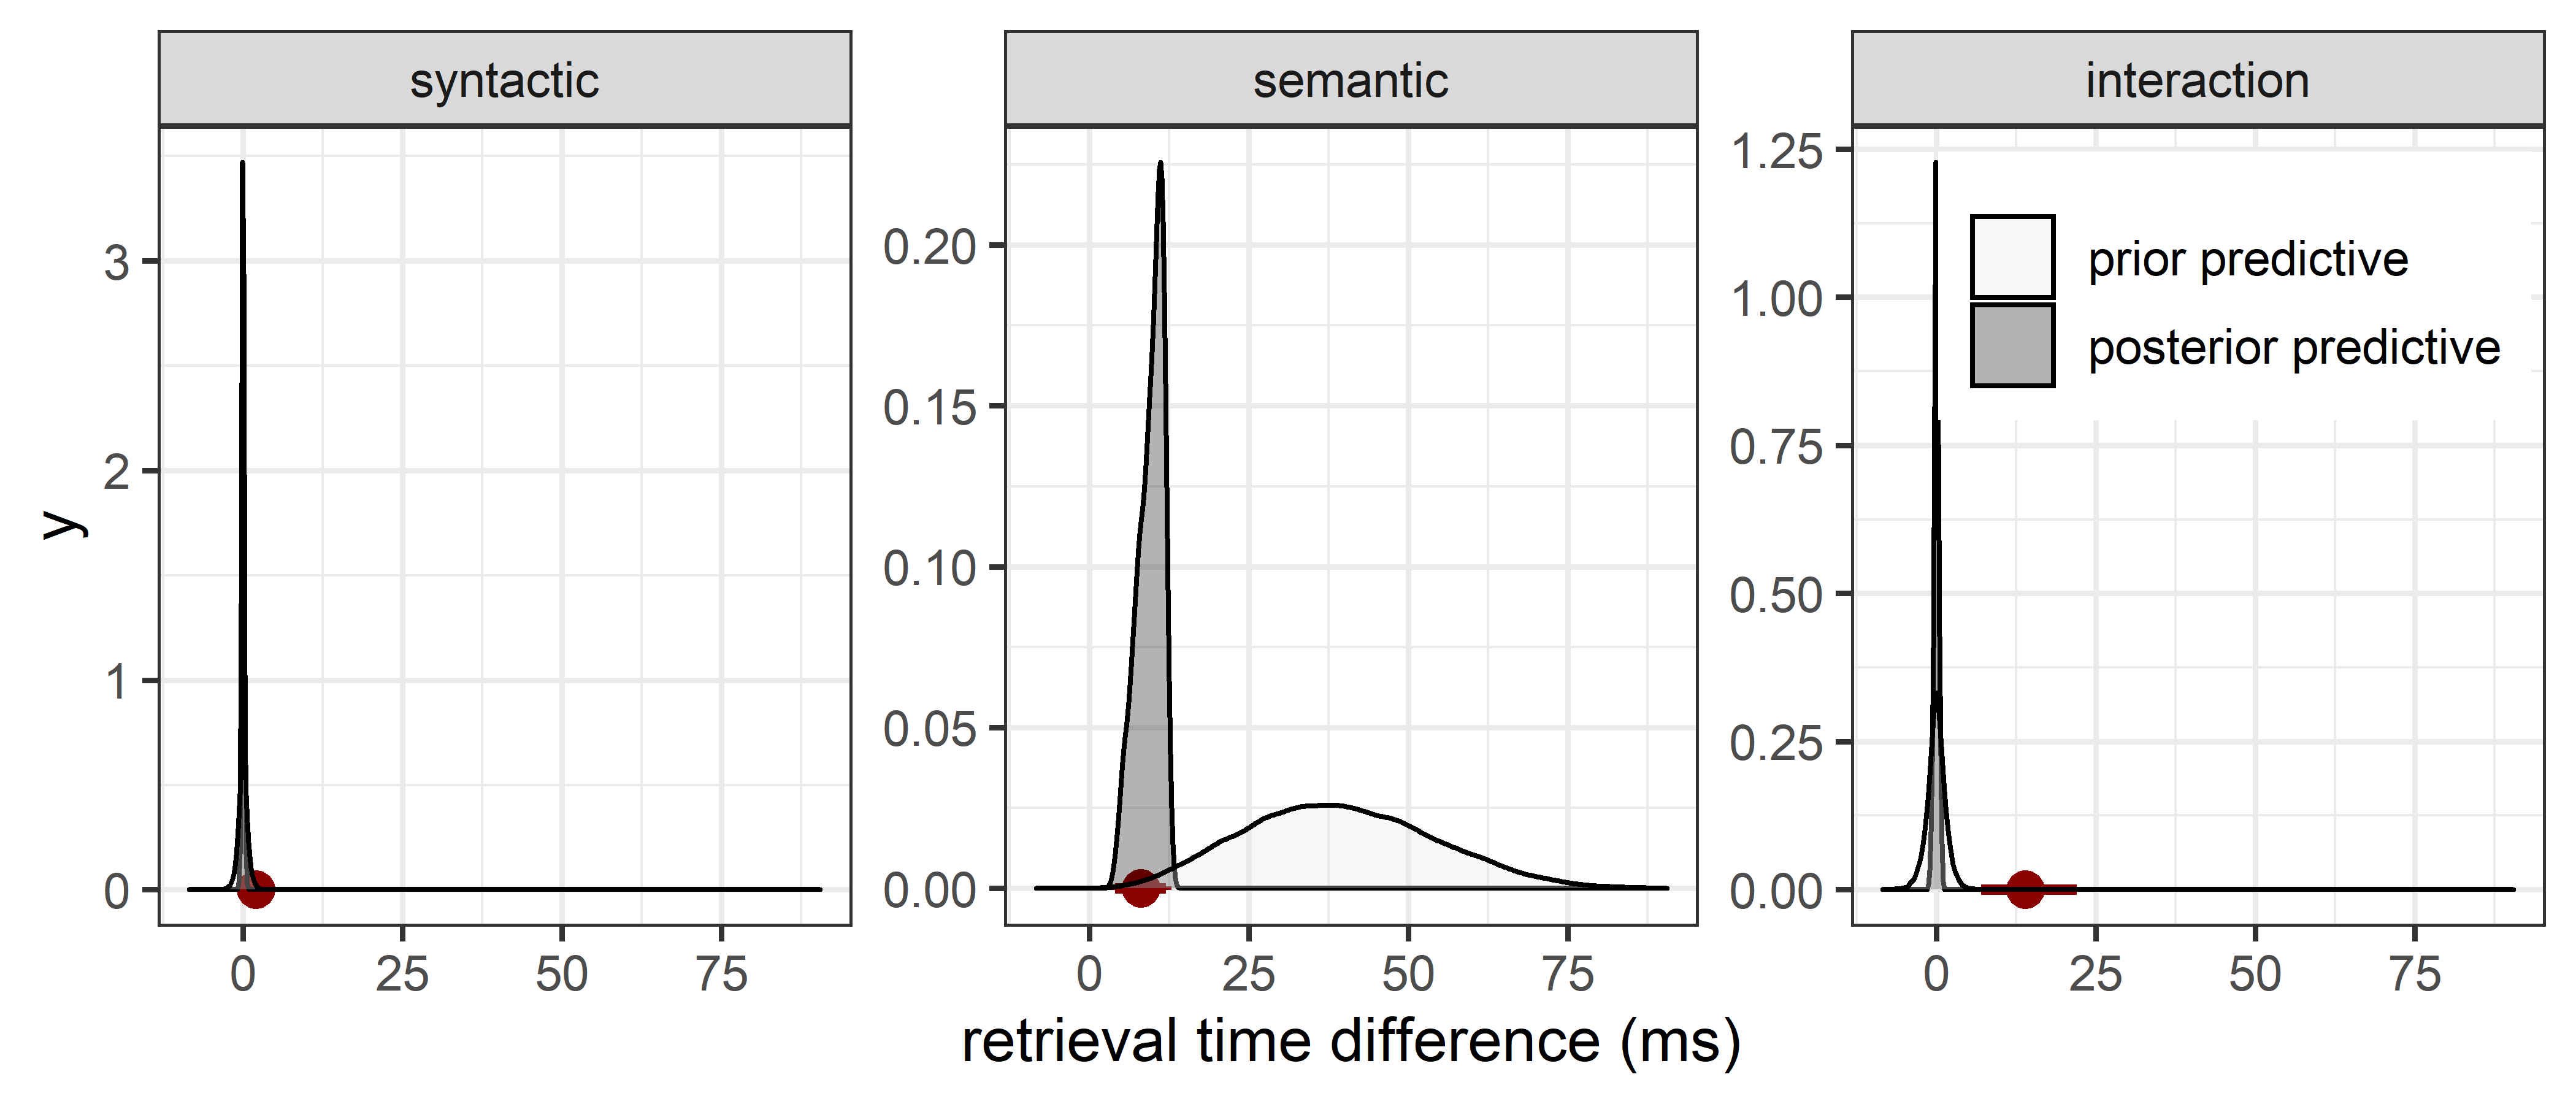 syntactic
semantic
interaction
y
3
2
1
0
0.20
0.15
0.10
0.05
0.00
1.25
1.00
0.75
0.50
0.25
0.00
prior predictive
posterior predictive
0 25 50 75
0 25 50 75
0 25 50 75
retrieval time difference (ms)